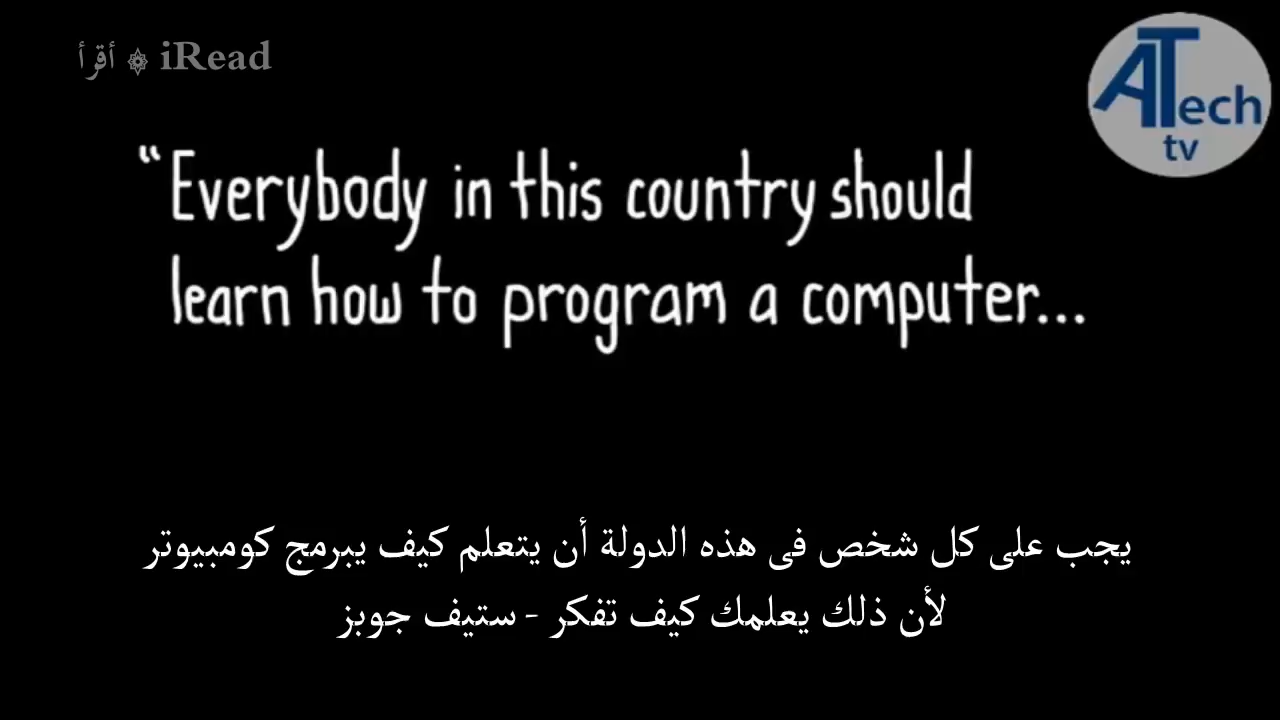 أقرأ ۞ iRead
ATech
tv
“Everybody in this country should
learn how to program a computer...
يجب على كل شخص فى هذه الدولة أن يتعلم كيف يبرمج كومبيوتر
لأن ذلك يعلمك كيف تفكر - ستيف جوبز